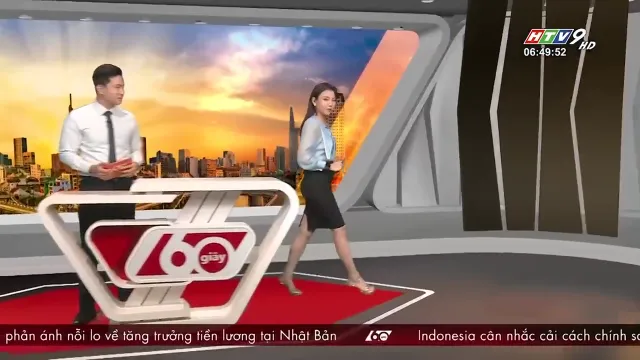 HTV9 HD
06:49:52
60
giây
phản ánh nỗi lo về tăng trưởng tiền lương tại Nhật Bản 60 Indonesia cân nhắc cải cách chính s